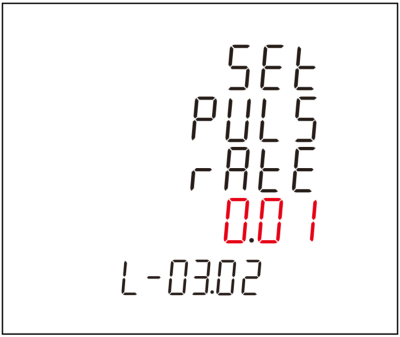 SEt
PULS
rAtE
0.01
L-03.02